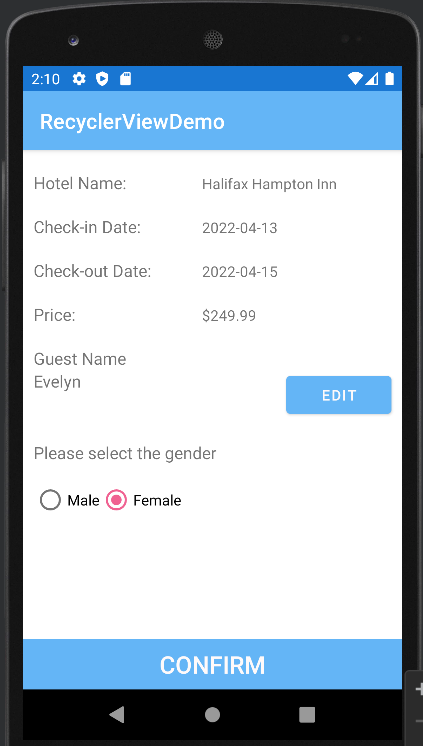 2:10
RecyclerViewDemo
Hotel Name: Halifax Hampton Inn
Check-in Date: 2022-04-13
Check-out Date: 2022-04-15
Price: $249.99
Guest Name
Evelyn
EDIT
Please select the gender
Male Female
CONFIRM